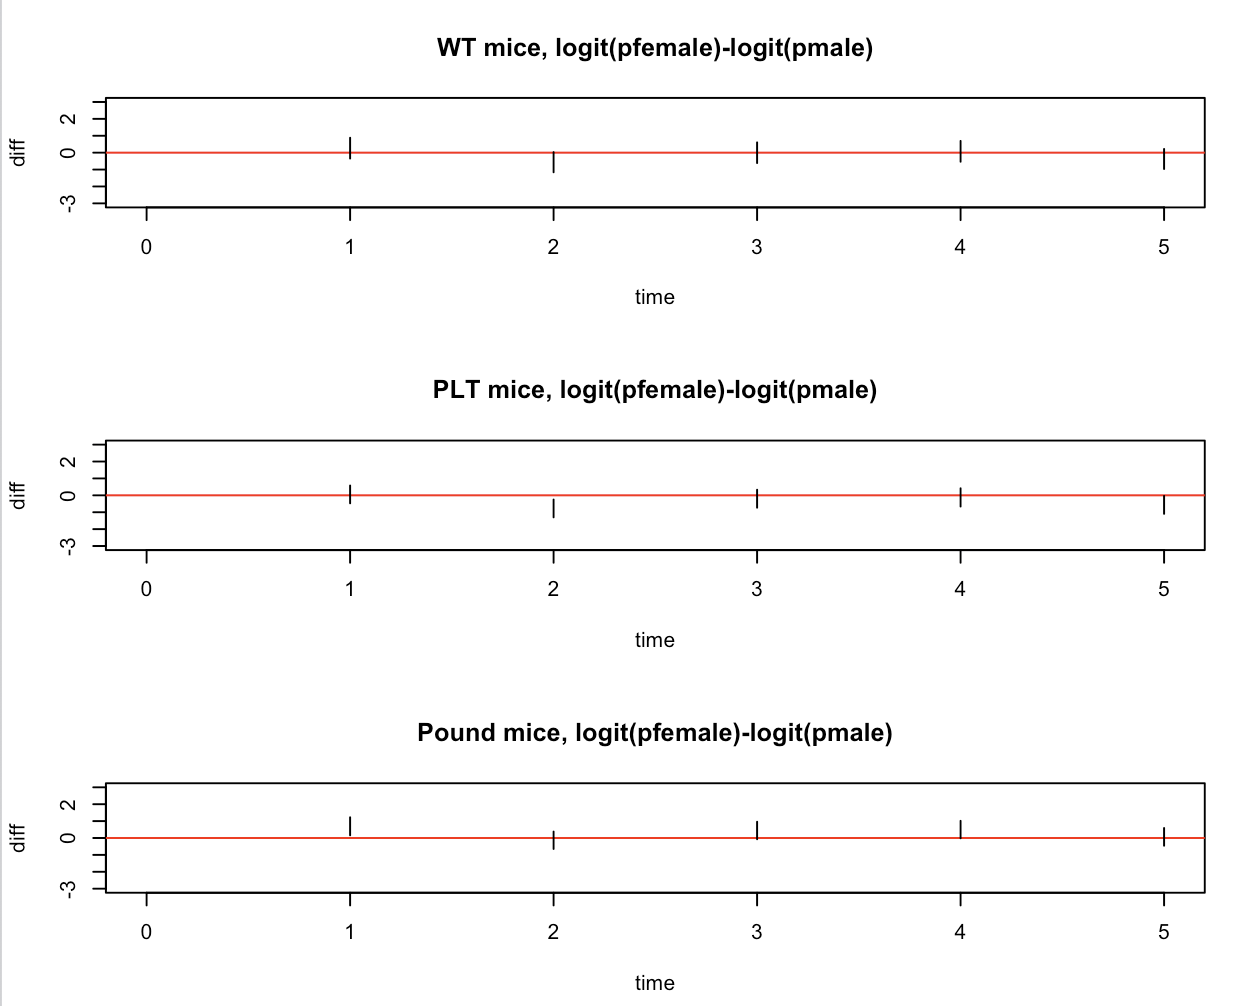 WT mice, logit(pfemale)-logit(pmale)
diff
2
0
-3
0 1 2 3 4 5
time
PLT mice, logit(pfemale)-logit(pmale)
diff
2
0
-3
0 1 2 3 4 5
time
Pound mice, logit(pfemale)-logit(pmale)
diff
2
0
-3
0 1 2 3 4 5
time